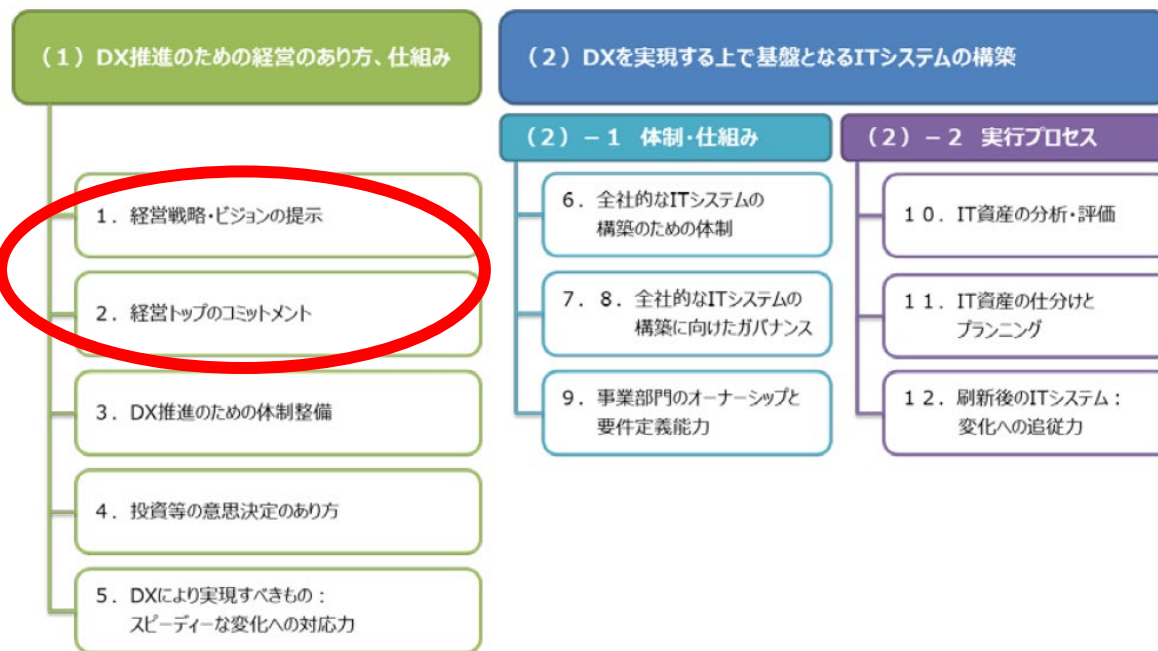 (1)DX推進のための経営のあり方、仕組み
1. 経営戦略・ビジョンの提示
2. 経営トップのコミットメント
3. DX推進のための体制整備
4. 投資等の意思決定のあり方
5. DXにより実現すべきもの:
スピーディーな変化への対応力
(2)DXを実現する上で基盤となるITシステムの構築
(2)-1 体制・仕組み
6. 全社的なITシステムの
構築のための体制
7. 8. 全社的なITシステムの
構築に向けたガバナンス
9. 事業部門のオーナーシップと
要件定義能力
(2)-2 実行プロセス
10. IT資産の分析・評価
11. IT資産の仕分けと
プランニング
12. 刷新後のITシステム:
変化への追従力